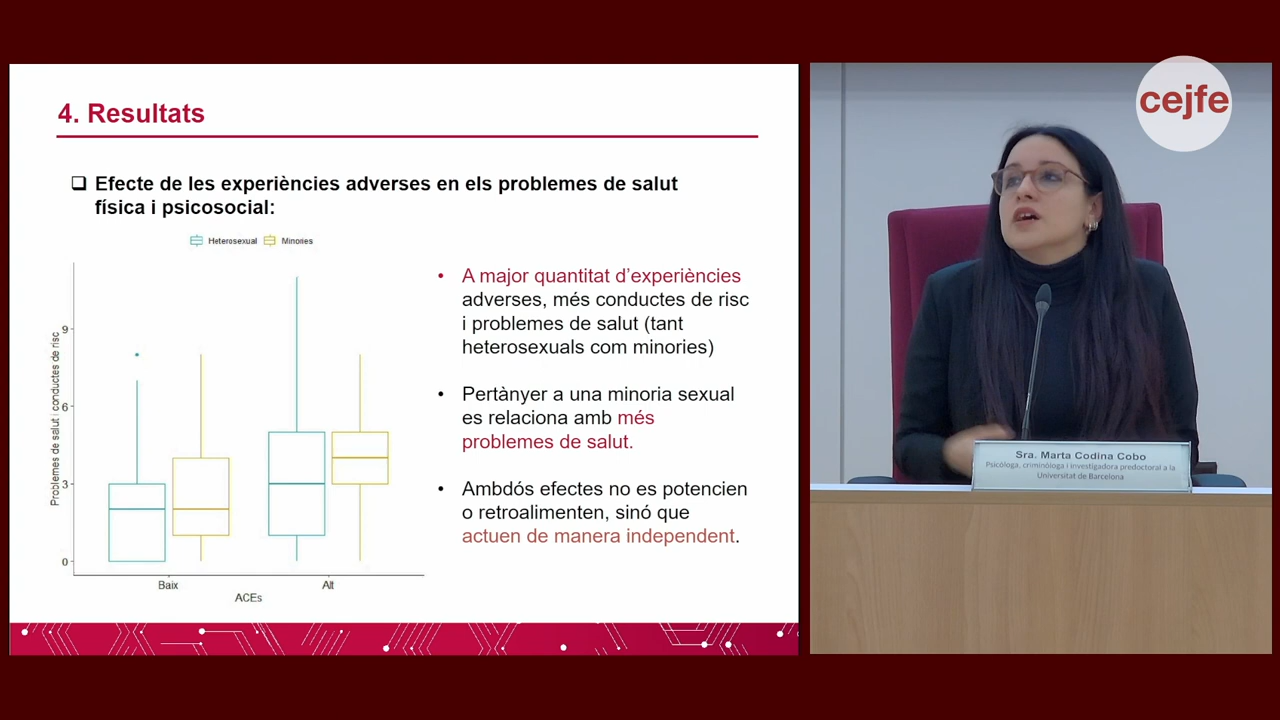 cejfe
4. Resultats
❑ Efecte de les experiències adverses en els problemes de salut
física i psicosocial:
Heterosexual Minories
Problemes de salut i conductes de risc
9
6
3
0
Baix Alt
ACEs
• A major quantitat d'experiències
adverses, més conductes de risc
i problemes de salut (tant
heterosexuals com minories)
• Pertànyer a una minoria sexual
es relaciona amb més
problemes de salut.
• Ambdós efectes no es potencien
o retroalimenten, sinó que
actuen de manera independent.
Sra. Marta Codina Cobo
Psicòloga, criminòloga i investigadora predoctoral a la
Universitat de Barcelona